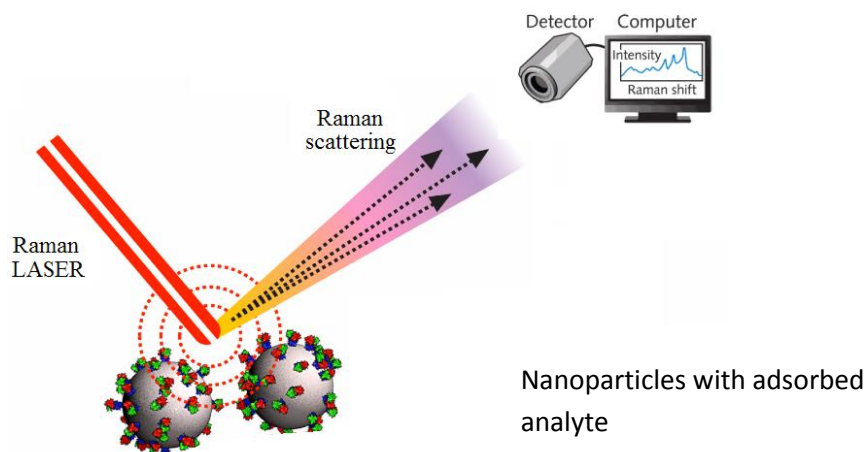 Detector
Computer
Intensity
Raman shift
Raman
scattering
Raman
LASER
Nanoparticles with adsorbed
analyte